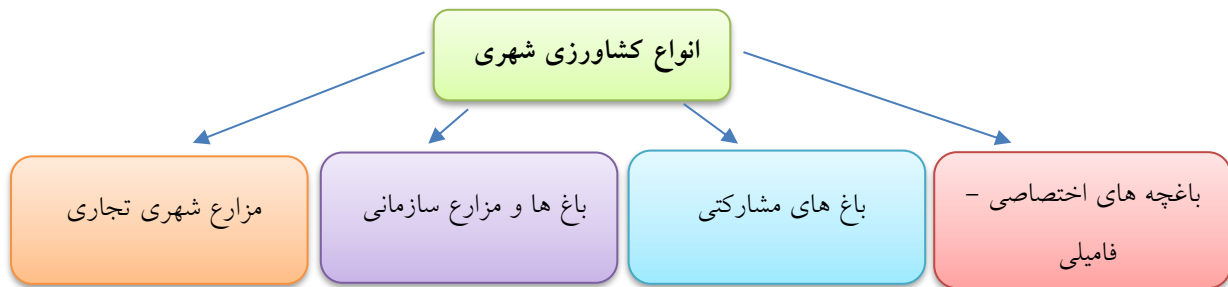 انواع کشاورزی شهری
باغچه های اختصاصی –
فامیلی
باغ های مشارکتی
باغ ها و مزارع سازمانی
مزارع شهری تجاری